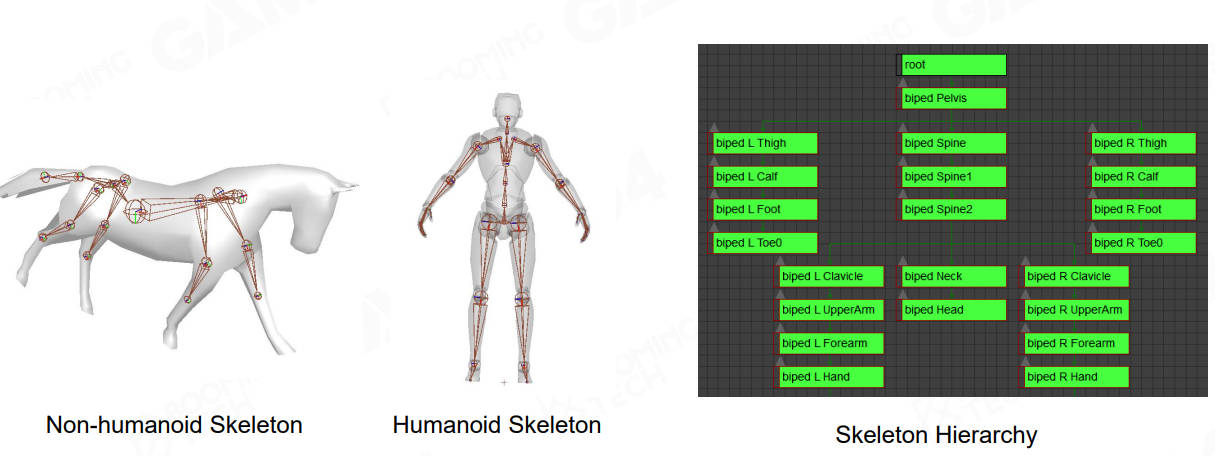 root
biped Pelvis
biped L Thigh
biped Spine
biped R Thigh
biped L Calf
biped Spine1
biped R Calf
biped L Foot
biped Spine2
biped R Foot
biped L Toe0
biped R Toe0
biped L Clavicle
biped Neck
biped R Clavicle
biped L UpperArm
biped Head
biped R UpperArm
biped L Forearm
biped R Forearm
biped L Hand
biped R Hand
Non-humanoid Skeleton
Humanoid Skeleton
Skeleton Hierarchy